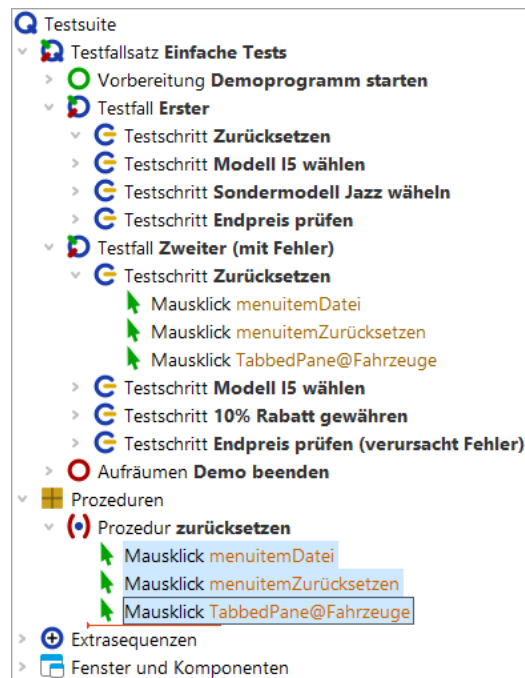 Testsuite
Testfallsatz Einfache Tests
Vorbereitung Demoprogramm starten
Testfall Erster
Testschritt Zurücksetzen
Testschritt Modell I5 wählen
Testschritt Sondermodell Jazz wäheln
Testschritt Endpreis prüfen
Testfall Zweiter (mit Fehler)
Testschritt Zurücksetzen
Mausklick menuitemDatei
Mausklick menuitemZurücksetzen
Mausklick TabbedPane@Fahrzeuge
Testschritt Modell I5 wählen
Testschritt 10% Rabatt gewähren
Testschritt Endpreis prüfen (verursacht Fehler)
Aufräumen Demo beenden
Prozeduren
Prozedur zurücksetzen
Mausklick menuitemDatei
Mausklick menuitemZurücksetzen
Mausklick TabbedPane@Fahrzeuge
Extrasequenzen
Fenster und Komponenten